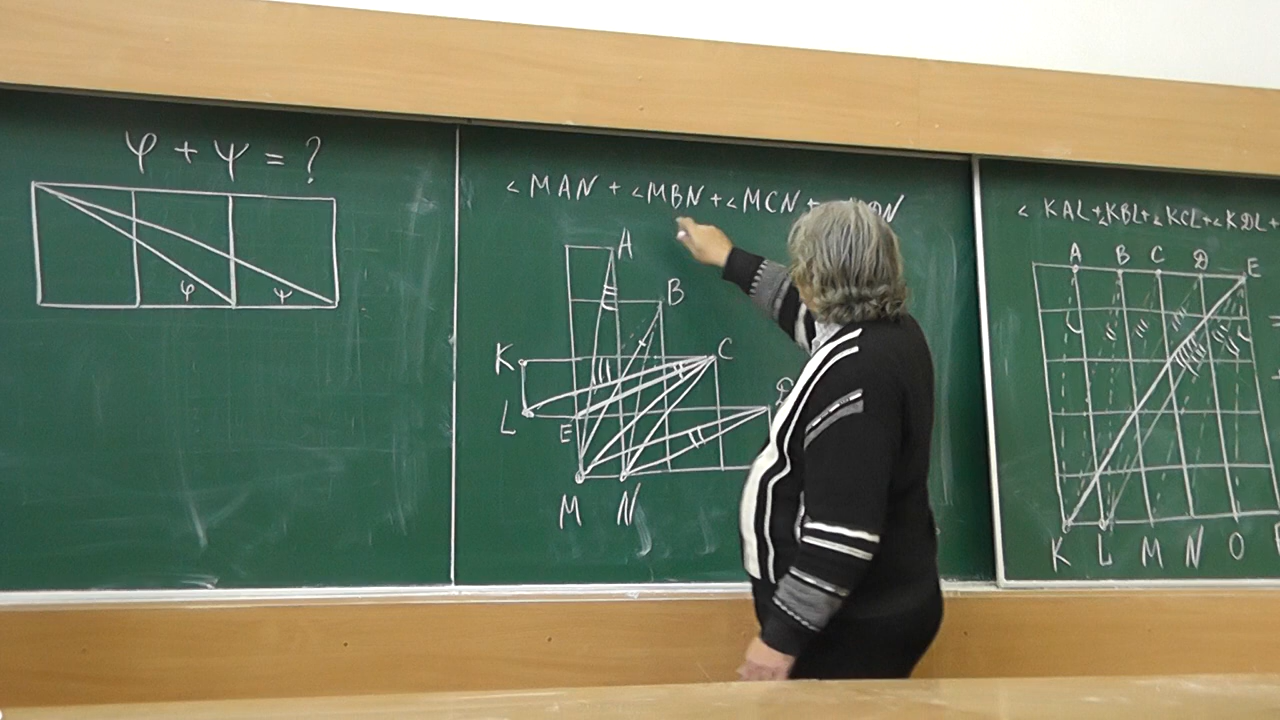 φ + ψ = ?
φ ψ
∠MAN + ∠MBN + ∠MCN +
A
B
K C
L
E
M N
∠KAL + ∠KBL + ∠KCL + ∠KDL +
A B C D E
K L M N O